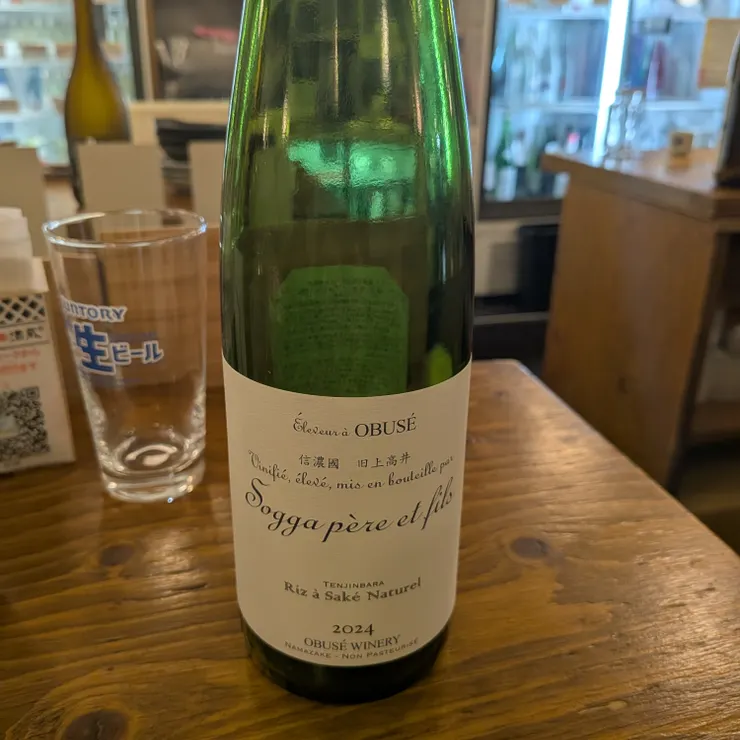 Éleveur à OBUSÉ
信濃國 旧上高井
Vinifié, élevé, mis en bouteille par
Sogga père et fils
TENJINBARA
Riz à Saké Naturel
2024
OBUSÉ WINERY
NAMAZAKE - NON PASTEURISÉ
SUNTORY
生ビール